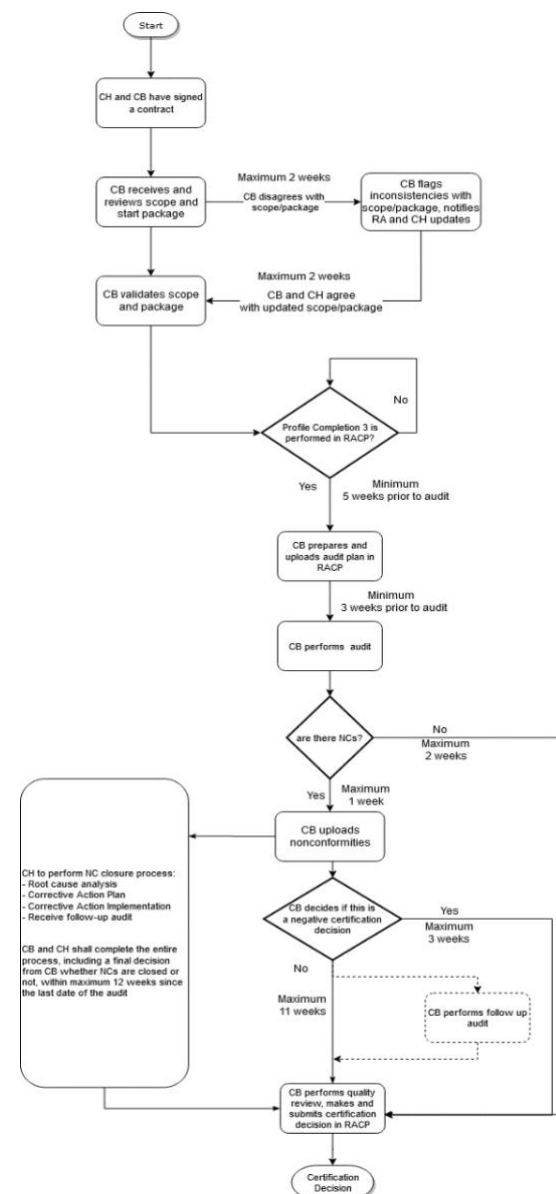 Start
CH and CB have signed
a contract
CB receives and
reviews scope and
start package
Maximum 2 weeks
CB disagrees with
scope/package
CB flags
inconsistencies with
scope/package, notifies
RA and CH updates
CB validates scope
and package
Maximum 2 weeks
CB and CH agree
with updated scope/package
Profile Completion 3 is
performed in RACP?
No
Yes
Minimum
5 weeks prior to audit
CB prepares and
uploads audit plan in
RACP
Minimum
3 weeks prior to audit
CB performs audit
are there NCs?
No
Maximum
2 weeks
Yes
Maximum
1 week
CB uploads
nonconformities
CH to perform NC closure process:
- Root cause analysis
- Corrective Action Plan
- Corrective Action Implementation
- Receive follow-up audit
CB and CH shall complete the entire
process, including a final decision
from CB whether NCs are closed or
not, within maximum 12 weeks since
the last date of the audit
CB decides if this is
a negative certification
decision
Yes
Maximum
3 weeks
No
Maximum
11 weeks
CB performs follow up
audit
CB performs quality
review, makes and
submits certification
decision in RACP
Certification
Decision